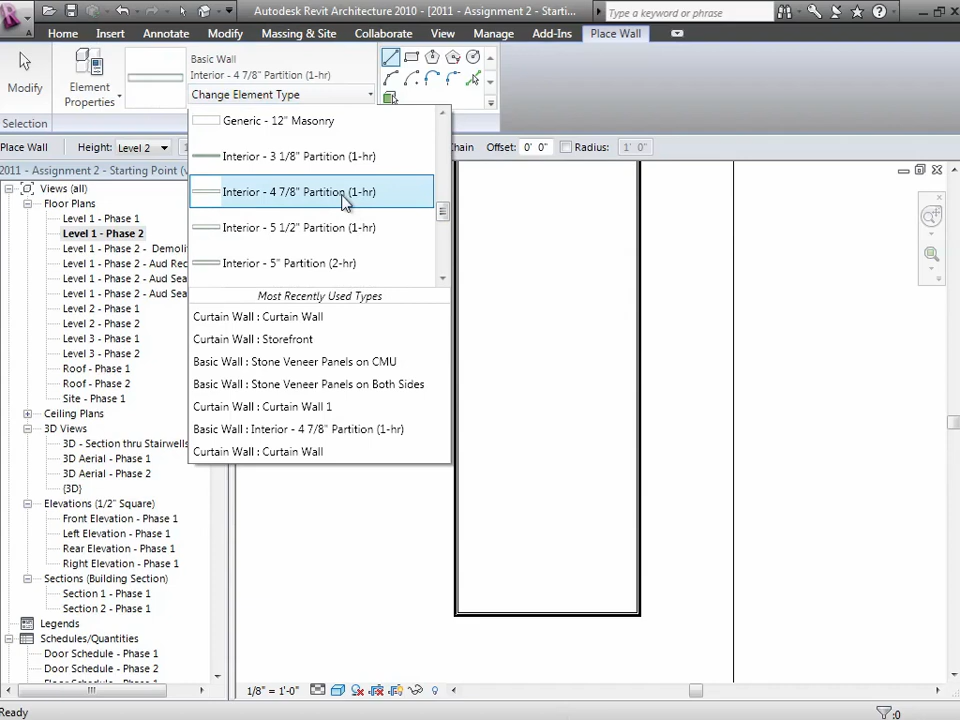 Autodesk Revit Architecture 2010 - [2011 - Assignment 2 - Starti...
Type a keyword or phrase
Home Insert Annotate Modify Massing & Site Collaborate View Manage Add-Ins Place Wall
Modify
Element
Properties
Basic Wall
Interior - 4 7/8" Partition (1-hr)
Change Element Type
Selection
Place Wall
Height: Level 2
Chain
Offset: 0' 0"
Radius: 1' 0"
Generic - 12" Masonry
Interior - 3 1/8" Partition (1-hr)
Interior - 4 7/8" Partition (1-hr)
Interior - 5 1/2" Partition (1-hr)
Interior - 5" Partition (2-hr)
Most Recently Used Types
Curtain Wall : Curtain Wall
Curtain Wall : Storefront
Basic Wall : Stone Veneer Panels on CMU
Basic Wall : Stone Veneer Panels on Both Sides
Curtain Wall : Curtain Wall 1
Basic Wall : Interior - 4 7/8" Partition (1-hr)
Curtain Wall : Curtain Wall
2011 - Assignment 2 - Starting Point (v
Views (all)
Floor Plans
Level 1 - Phase 1
Level 1 - Phase 2
Level 1 - Phase 2 - Demoli
Level 1 - Phase 2 - Aud Rec
Level 1 - Phase 2 - Aud Sea
Level 1 - Phase 2 - Aud Sea
Level 2 - Phase 1
Level 2 - Phase 2
Level 3 - Phase 1
Level 3 - Phase 2
Roof - Phase 1
Roof - Phase 2
Site - Phase 1
Ceiling Plans
3D Views
3D - Section thru Stairwells
3D Aerial - Phase 1
3D Aerial - Phase 2
{3D}
Elevations (1/2" Square)
Front Elevation - Phase 1
Left Elevation - Phase 1
Rear Elevation - Phase 1
Right Elevation - Phase 1
Sections (Building Section)
Section 1 - Phase 1
Section 2 - Phase 1
Legends
Schedules/Quantities
Door Schedule - Phase 1
Door Schedule - Phase 2
1/8" = 1'-0"
Ready
:0